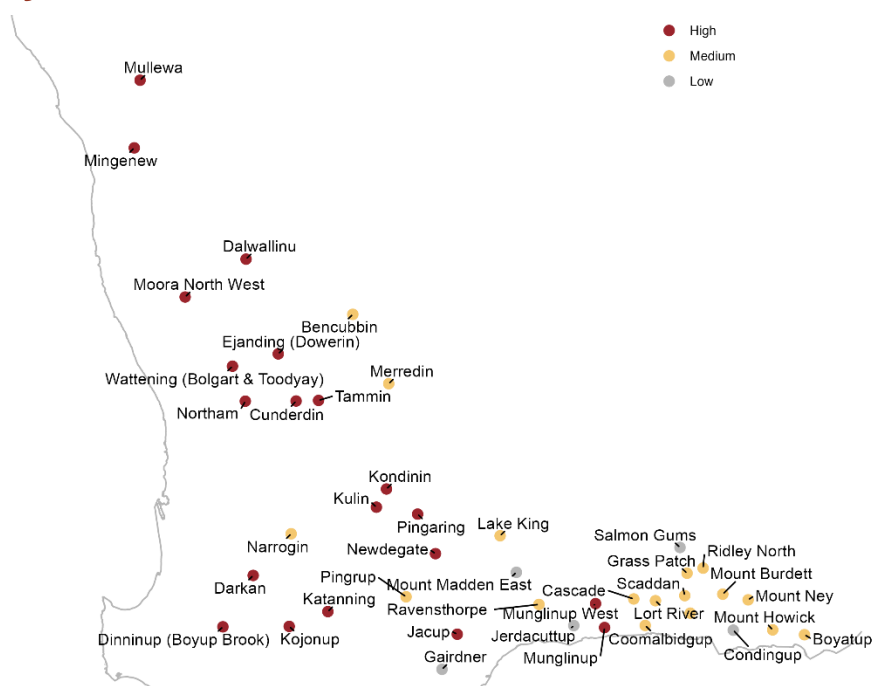 High
Medium
Low
Mullewa
Mingenew
Dalwallinu
Moora North West
Bencubbin
Ejanding (Dowerin)
Wattening (Bolgart & Toodyay)
Merredin
Northam
Cunderdin
Tammin
Kondinin
Kulin
Pingaring
Lake King
Salmon Gums
Narrogin
Newdegate
Ridley North
Grass Patch
Darkan
Pingrup
Mount Madden East
Cascade
Scaddan
Mount Burdett
Katanning
Ravensthorpe
Munglinup West
Lort River
Mount Ney
Mount Howick
Dinninup (Boyup Brook)
Kojonup
Jacup
Jerdacuttup
Coomalbidgup
Boyatup
Gairdner
Munglinup
Condingup